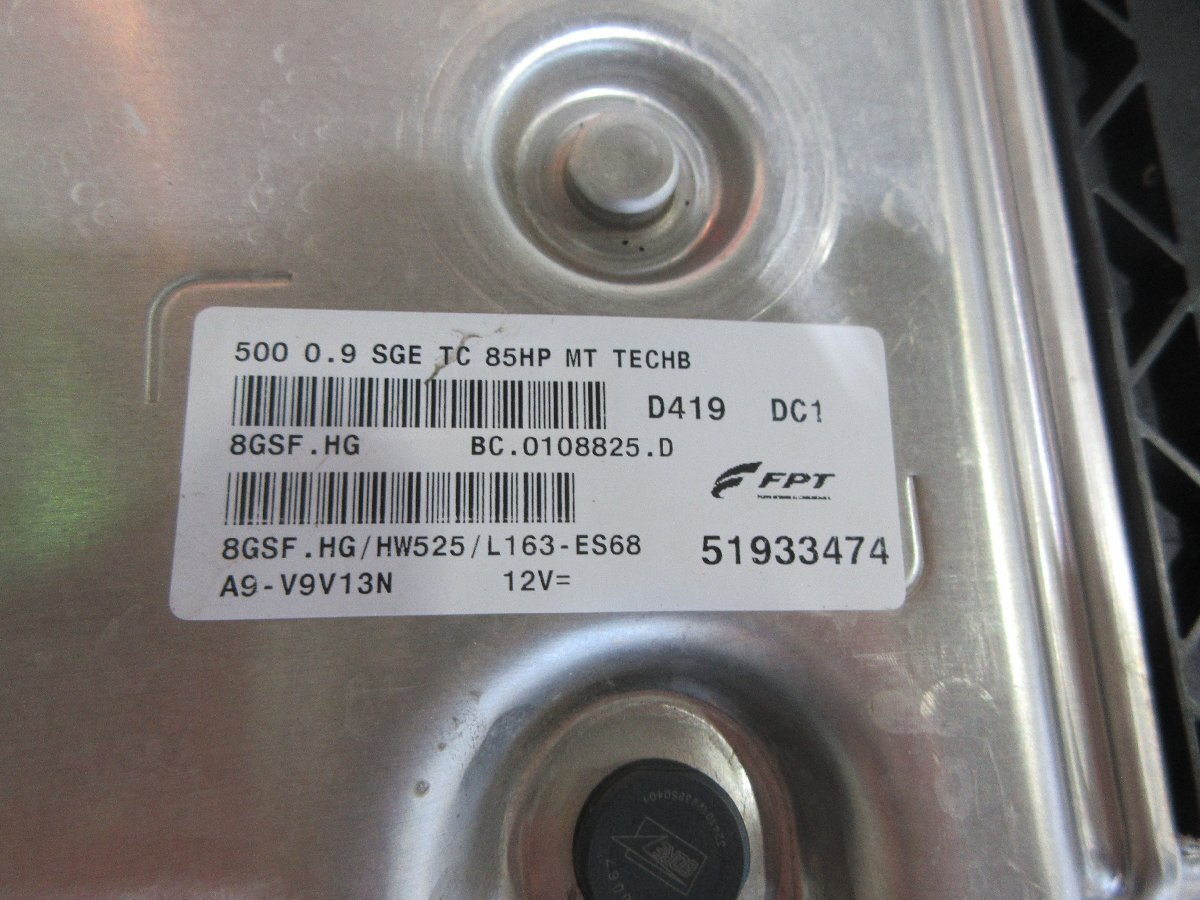 500 0.9 SGE TC 85HP MT TECHB
D419 DC1
8GSF.HG BC.0108825.D
FPT
8GSF.HG/HW525/L163-ES68
51933474
A9-V9V13N 12V=